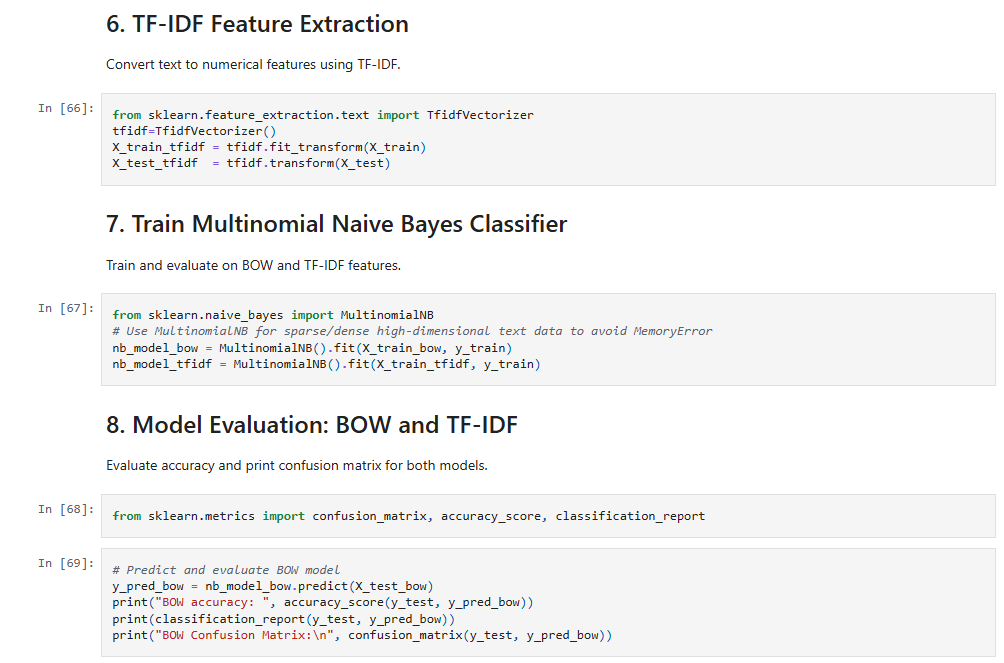 6. TF-IDF Feature Extraction
Convert text to numerical features using TF-IDF.
In [66]:
from sklearn.feature_extraction.text import TfidfVectorizer
tfidf=TfidfVectorizer()
X_train_tfidf = tfidf.fit_transform(X_train)
X_test_tfidf  = tfidf.transform(X_test)
7. Train Multinomial Naive Bayes Classifier
Train and evaluate on BOW and TF-IDF features.
In [67]:
from sklearn.naive_bayes import MultinomialNB
# Use MultinomialNB for sparse/dense high-dimensional text data to avoid MemoryError
nb_model_bow = MultinomialNB().fit(X_train_bow, y_train)
nb_model_tfidf = MultinomialNB().fit(X_train_tfidf, y_train)
8. Model Evaluation: BOW and TF-IDF
Evaluate accuracy and print confusion matrix for both models.
In [68]:
from sklearn.metrics import confusion_matrix, accuracy_score, classification_report
In [69]:
# Predict and evaluate BOW model
y_pred_bow = nb_model_bow.predict(X_test_bow)
print("BOW accuracy: ", accuracy_score(y_test, y_pred_bow))
print(classification_report(y_test, y_pred_bow))
print("BOW Confusion Matrix:\n", confusion_matrix(y_test, y_pred_bow))